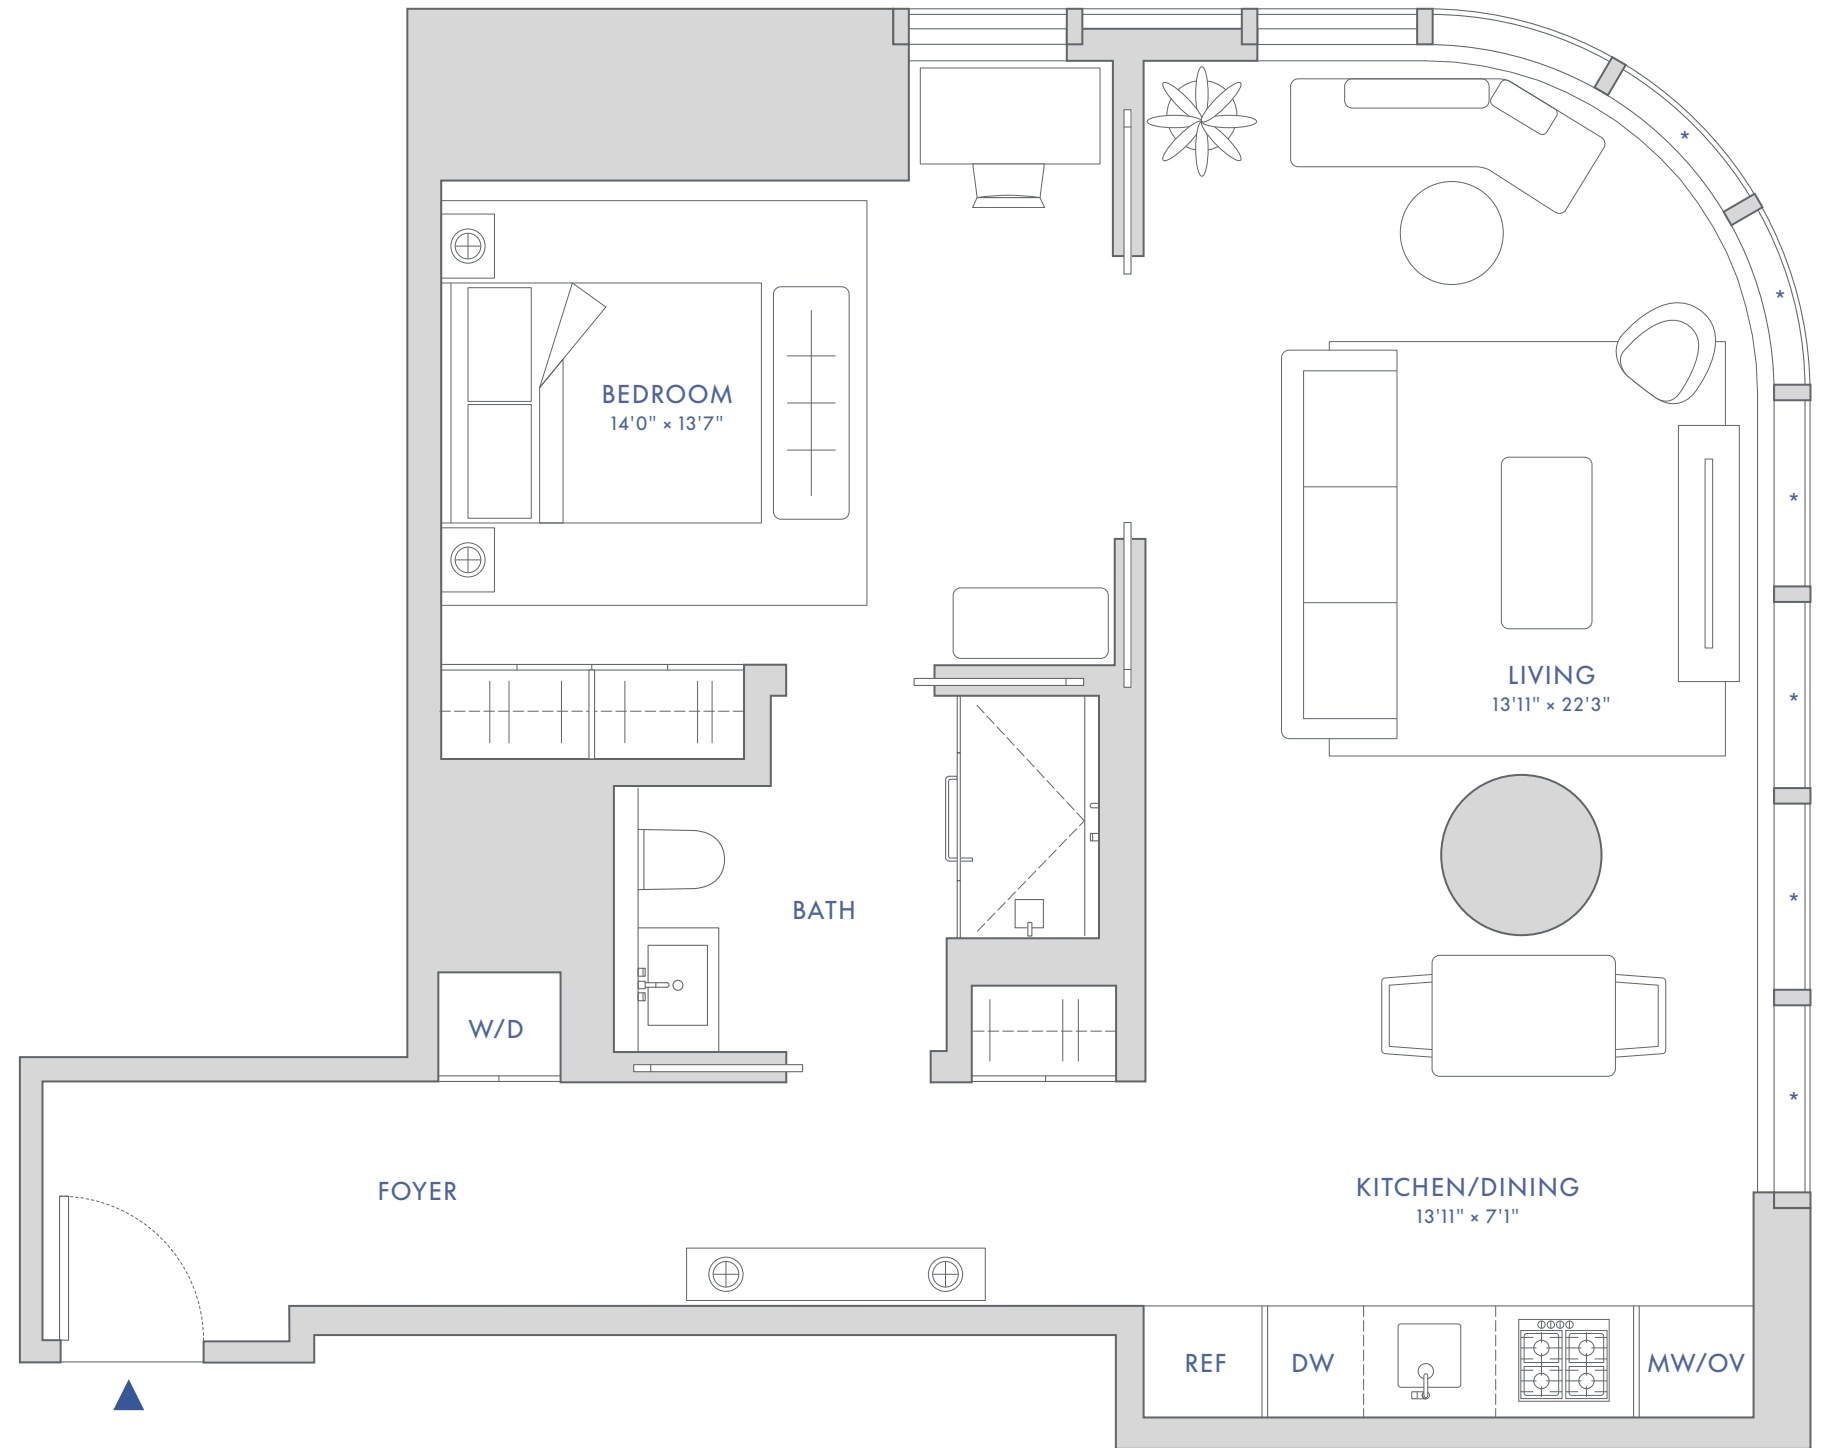 *
*
BEDROOM
14'0" × 13'7"
*
LIVING
13'11" × 22'3"
*
*
BATH
W/D
*
FOYER
KITCHEN/DINING
13'11" × 7'1"
REF
DW
MW/OV